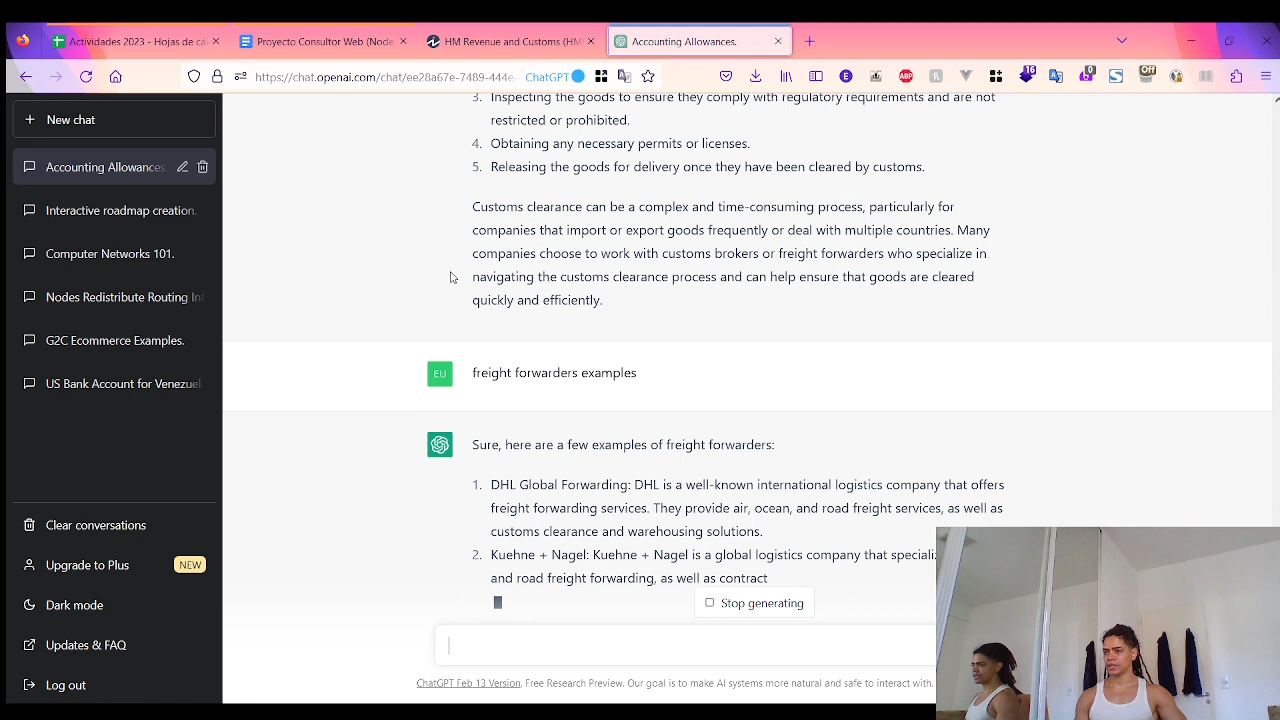 Actividades 2023 - Hojas de cál
Proyecto Consultor Web (Node,
HM Revenue and Customs (HM
Accounting Allowances.
https://chat.openai.com/chat/e628a67e-7489-444e-
ChatGPT
ABP
16
0
Off
New chat
Accounting Allowances.
Interactive roadmap creation.
Computer Networks 101.
Nodes Redistribute Routing Inf
G2C Ecommerce Examples.
US Bank Account for Venezuel
Clear conversations
Upgrade to Plus
NEW
Dark mode
Updates & FAQ
Log out
3. Inspecting the goods to ensure they comply with regulatory requirements and are not
restricted or prohibited.
4. Obtaining any necessary permits or licenses.
5. Releasing the goods for delivery once they have been cleared by customs.
Customs clearance can be a complex and time-consuming process, particularly for
companies that import or export goods frequently or deal with multiple countries. Many
companies choose to work with customs brokers or freight forwarders who specialize in
navigating the customs clearance process and can help ensure that goods are cleared
quickly and efficiently.
EU
freight forwarders examples
Sure, here are a few examples of freight forwarders:
1. DHL Global Forwarding: DHL is a well-known international logistics company that offers
freight forwarding services. They provide air, ocean, and road freight services, as well as
customs clearance and warehousing solutions.
2. Kuehne + Nagel: Kuehne + Nagel is a global logistics company that speciali
and road freight forwarding, as well as contract
Stop generating
ChatGPT Feb 13 Version. Free Research Preview. Our goal is to make AI systems more natural and safe to interact with.